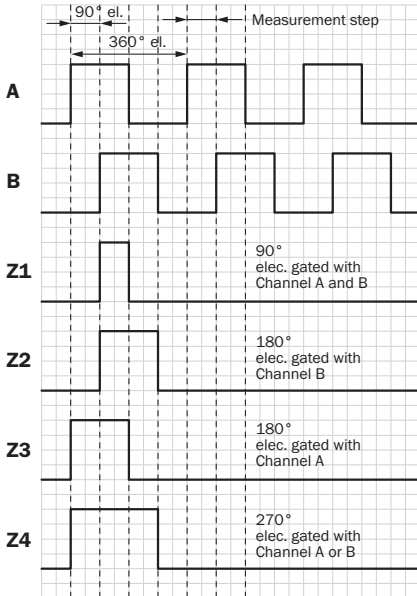 90° el.
Measurement step
360° el.
A
B
Z1
90°
elec. gated with
Channel A and B
Z2
180°
elec. gated with
Channel B
Z3
180°
elec. gated with
Channel A
Z4
270°
elec. gated with
Channel A or B